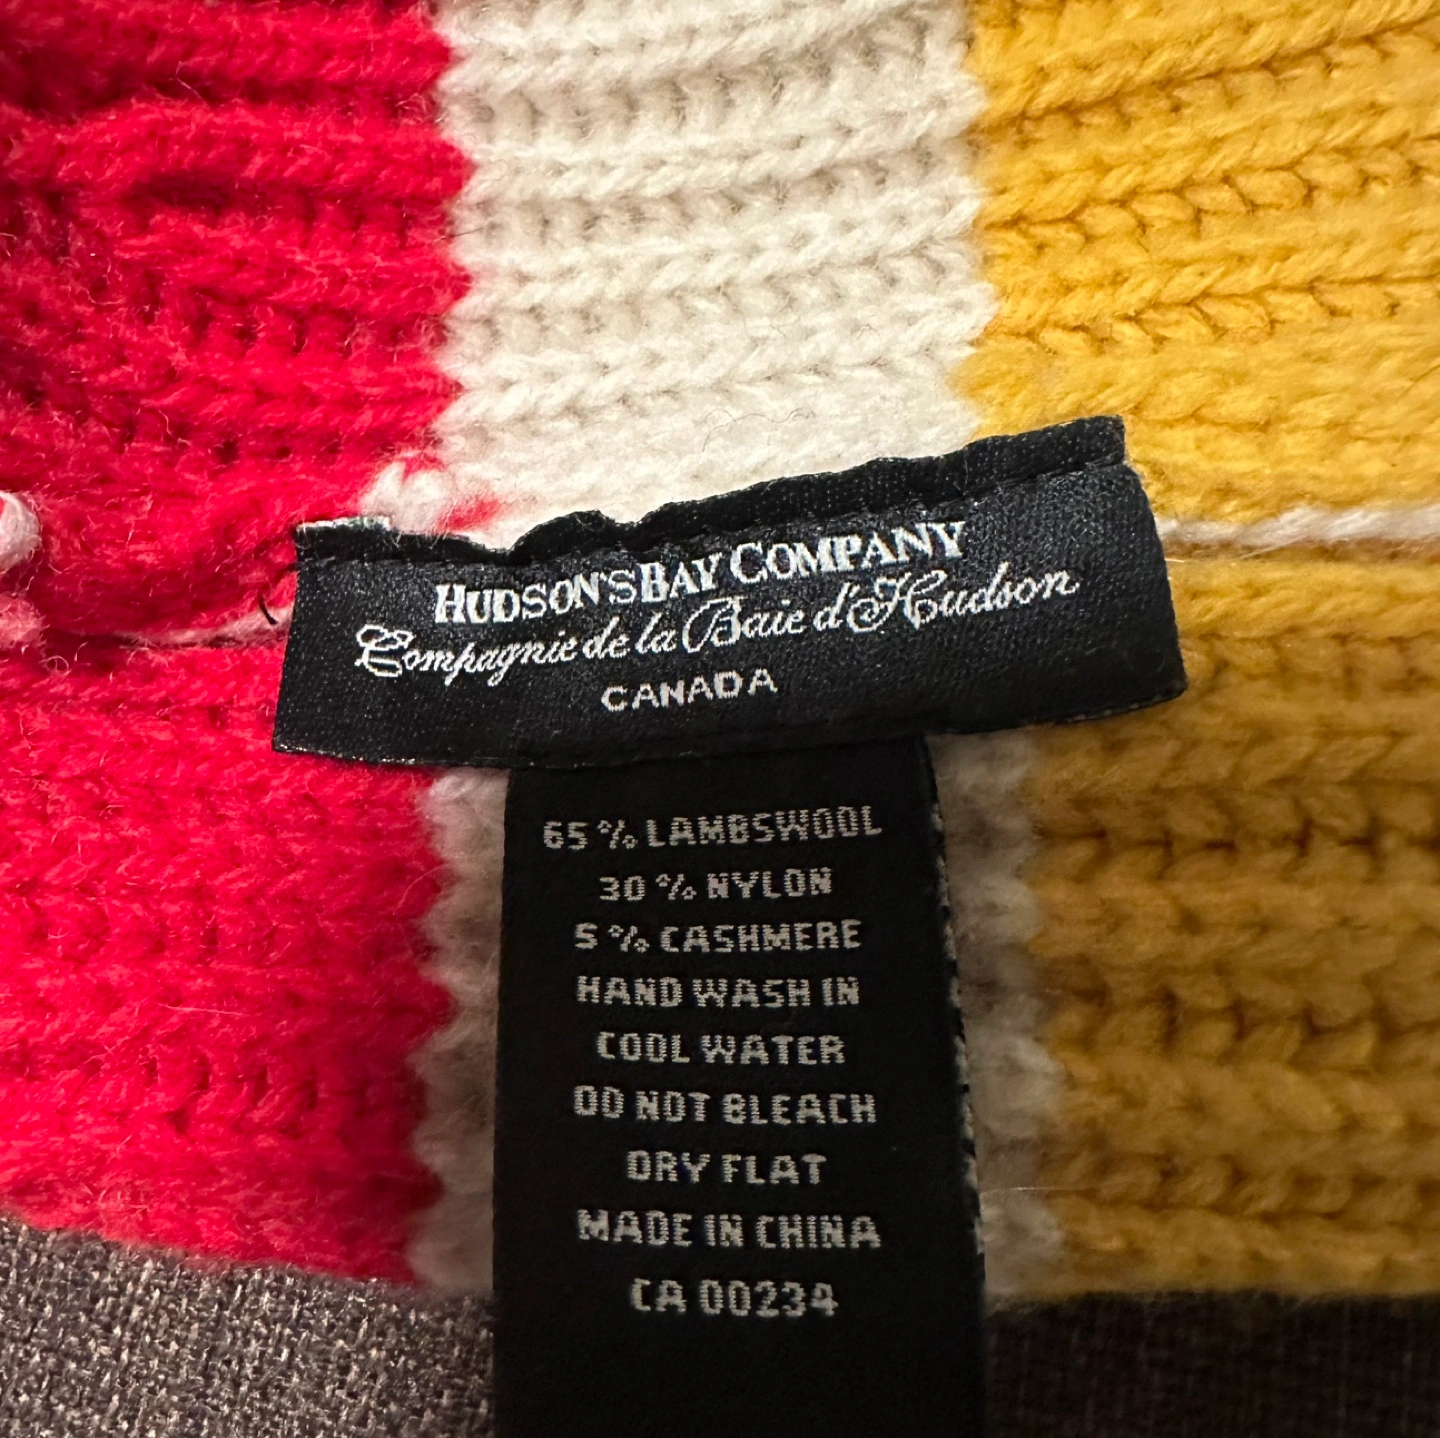 HUDSON'S BAY COMPANY
Compagnie de la Baie d'Hudson
CANADA
65 % LAMBSWOOL
30 % NYLON
5 % CASHMERE
HAND WASH IN
COOL WATER
DO NOT BLEACH
DRY FLAT
MADE IN CHINA
CA 00234